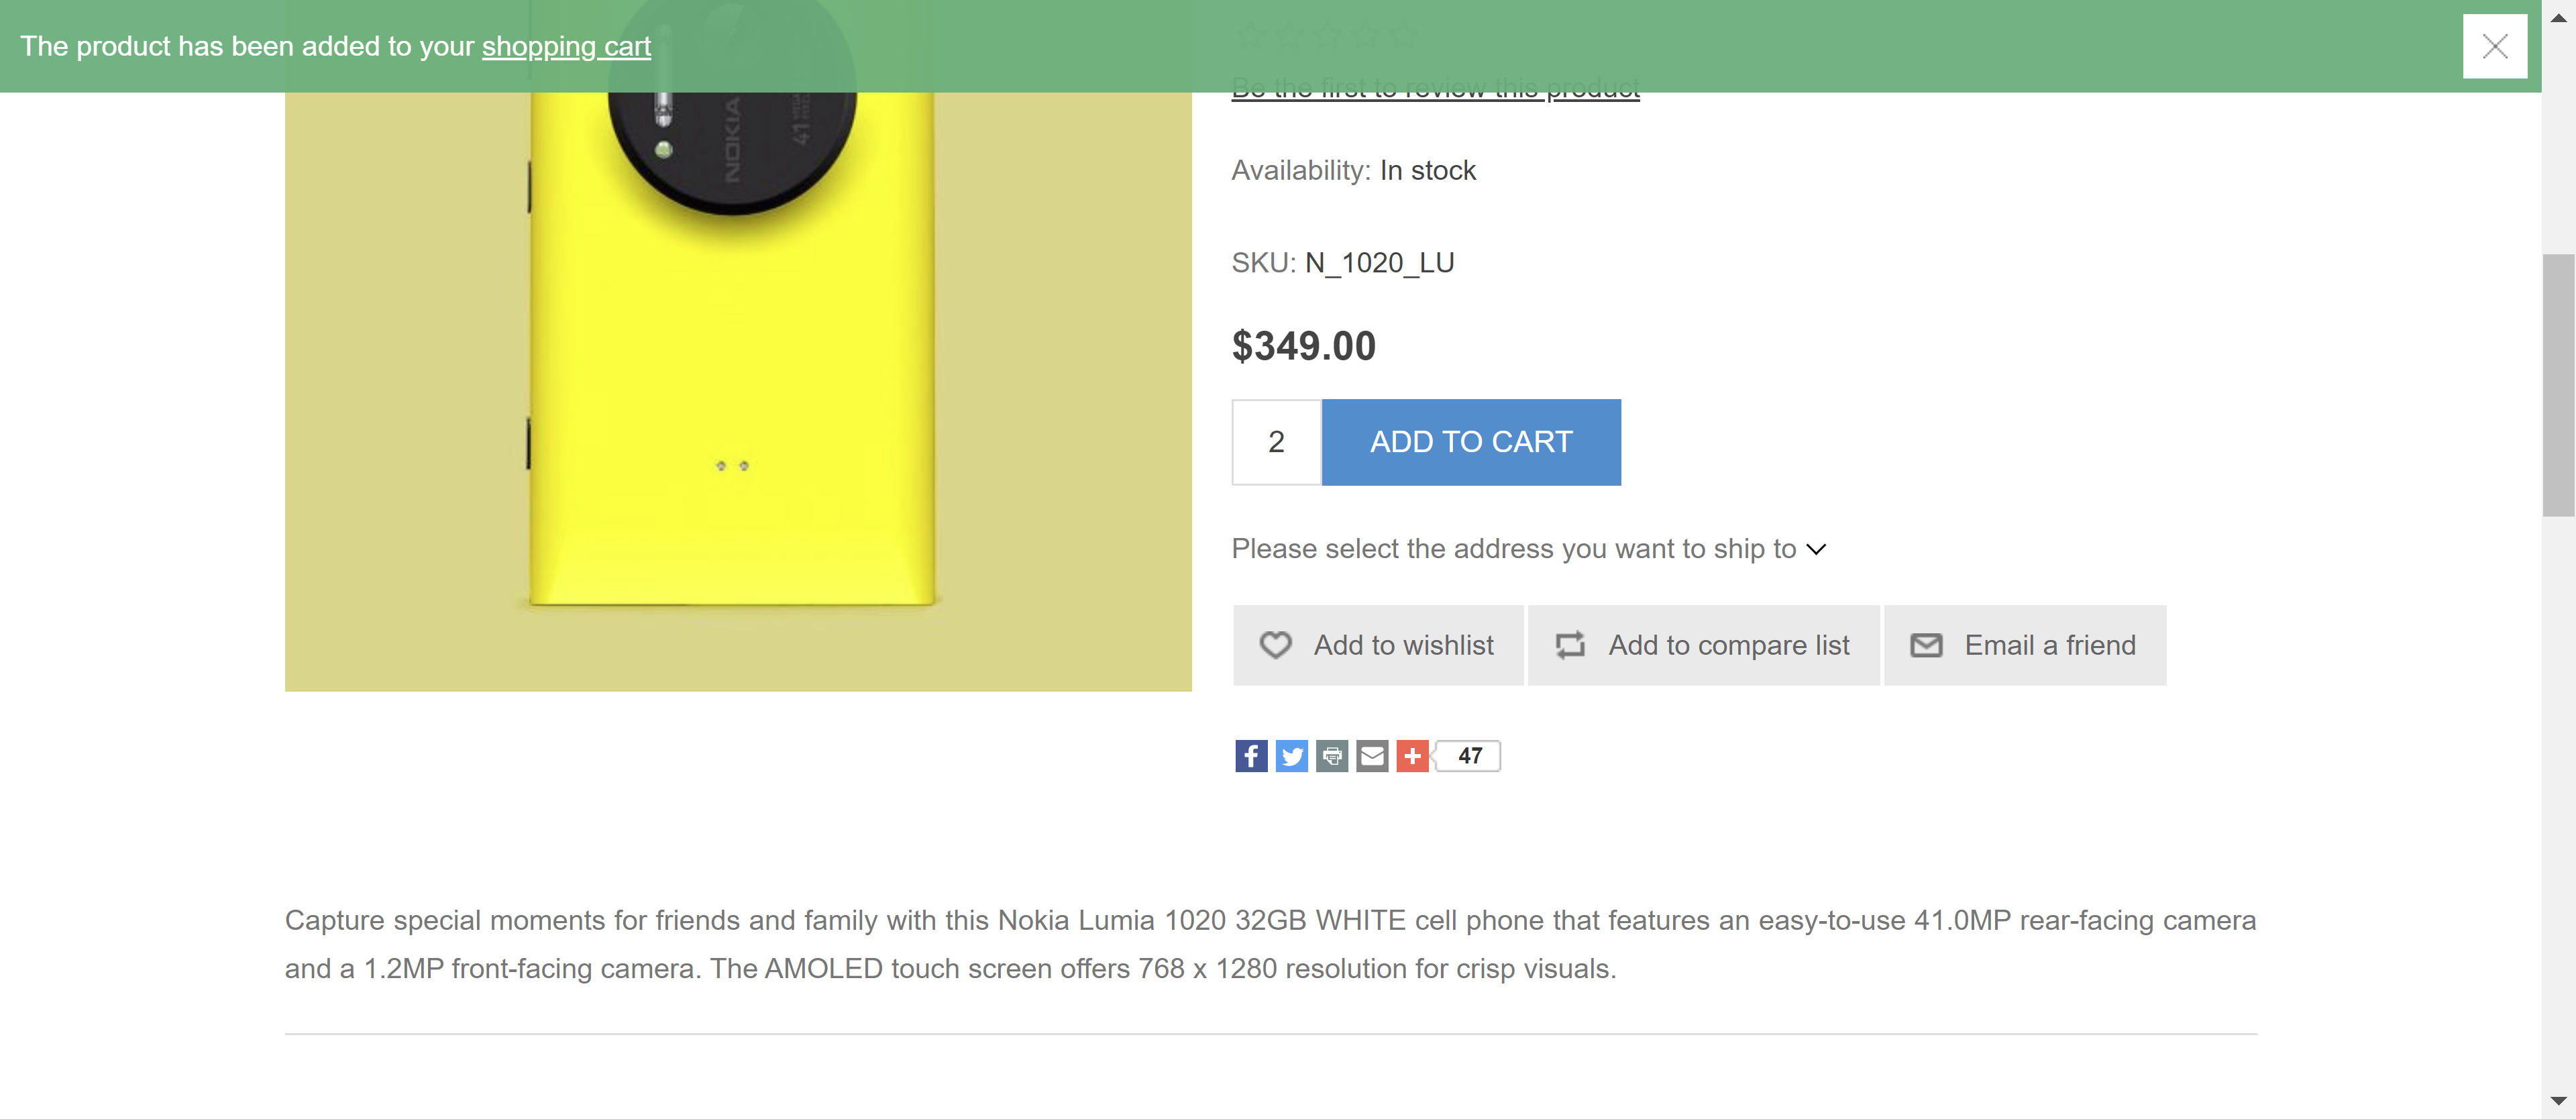 The product has been added to your shopping cart
Be the first to review this product
NOKIA
41
Availability: In stock
SKU: N_1020_LU
$349.00
2 ADD TO CART
Please select the address you want to ship to
Add to wishlist Add to compare list Email a friend
47
Capture special moments for friends and family with this Nokia Lumia 1020 32GB WHITE cell phone that features an easy-to-use 41.0MP rear-facing camera
and a 1.2MP front-facing camera. The AMOLED touch screen offers 768 x 1280 resolution for crisp visuals.